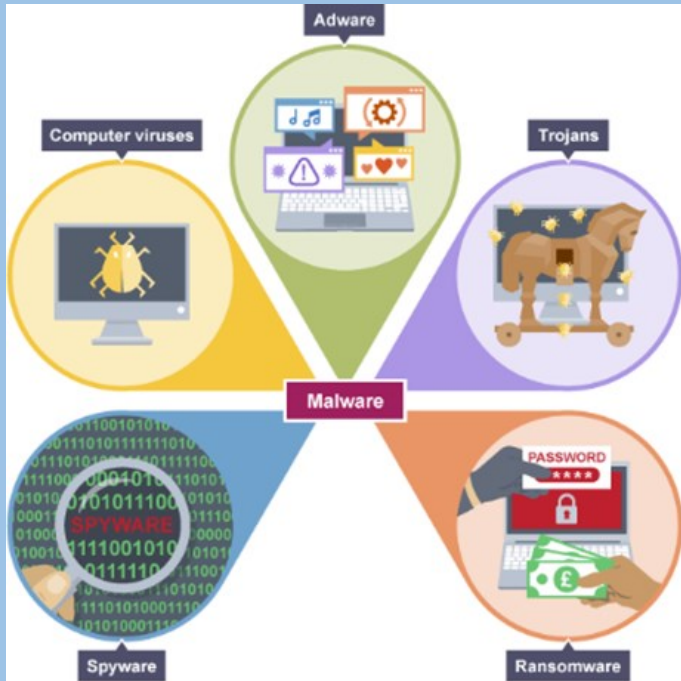 Adware
Computer viruses
Trojans
Malware
PASSWORD
****
£
SPYWARE
Spyware
Ransomware